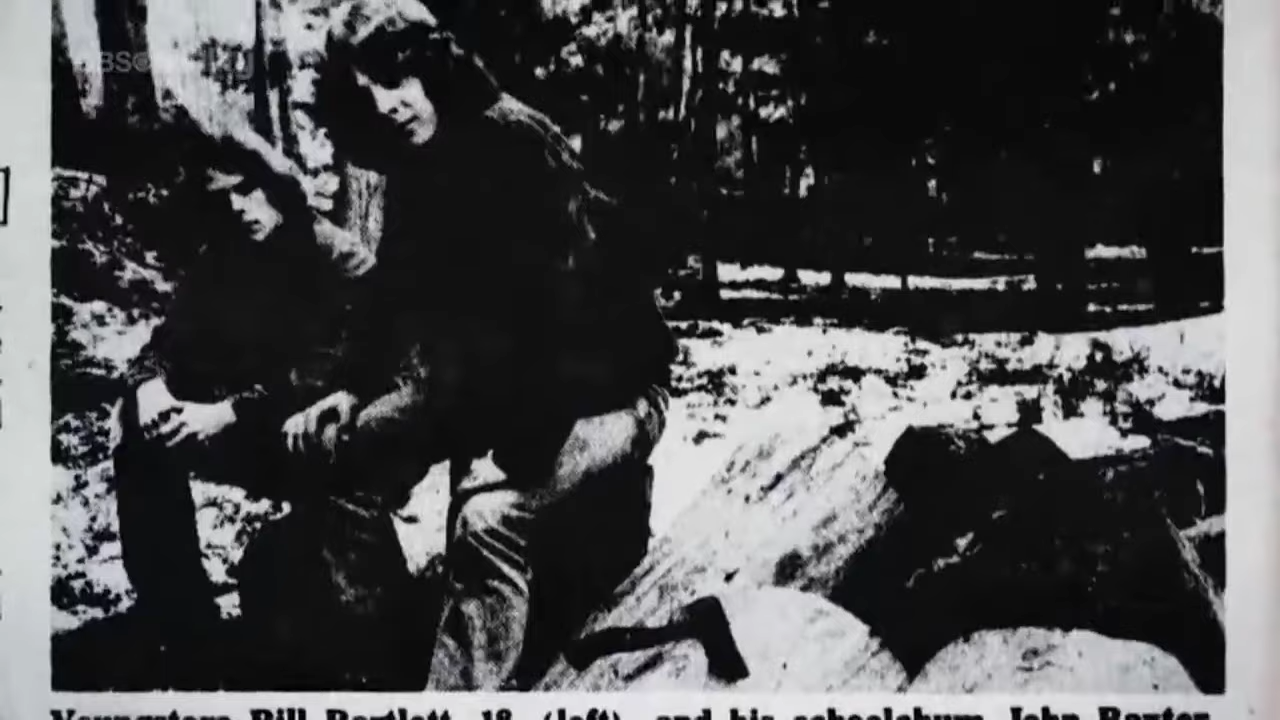 Youngsters Bill Bartlett, 18, (left), and his schoolchum, John Baxter,